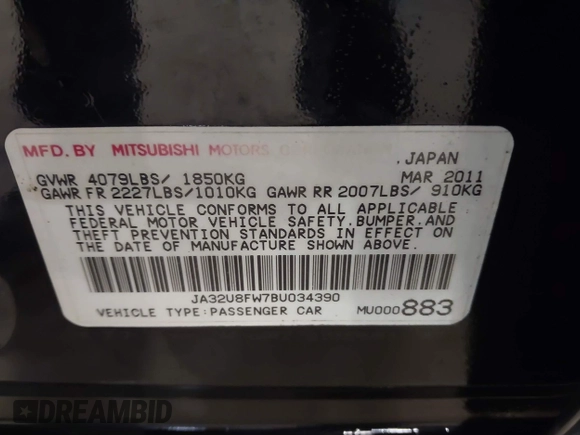 MFD. BY MITSUBISHI MOTORS
, JAPAN
GVWR 4079LBS/ 1850KG MAR 2011
GAWR FR 2227LBS/1010KG GAWR RR 2007LBS/ 910KG
THIS VEHICLE CONFORMS TO ALL APPLICABLE
FEDERAL MOTOR VEHICLE SAFETY.BUMPER.AND
THEFT PREVENTION STANDARDS IN EFFECT ON
THE DATE OF MANUFACTURE SHOWN ABOVE.
JA32U8FW7BU034390
VEHICLE TYPE:PASSENGER CAR MU000883
DREAMBID